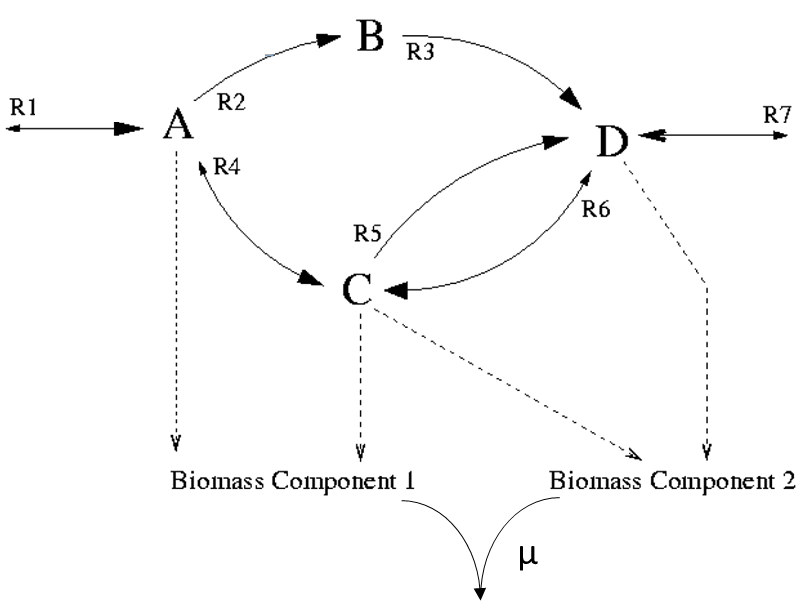 B
R3
R1
R2
A
R7
D
R4
R6
R5
C
Biomass Component 1
Biomass Component 2
μ